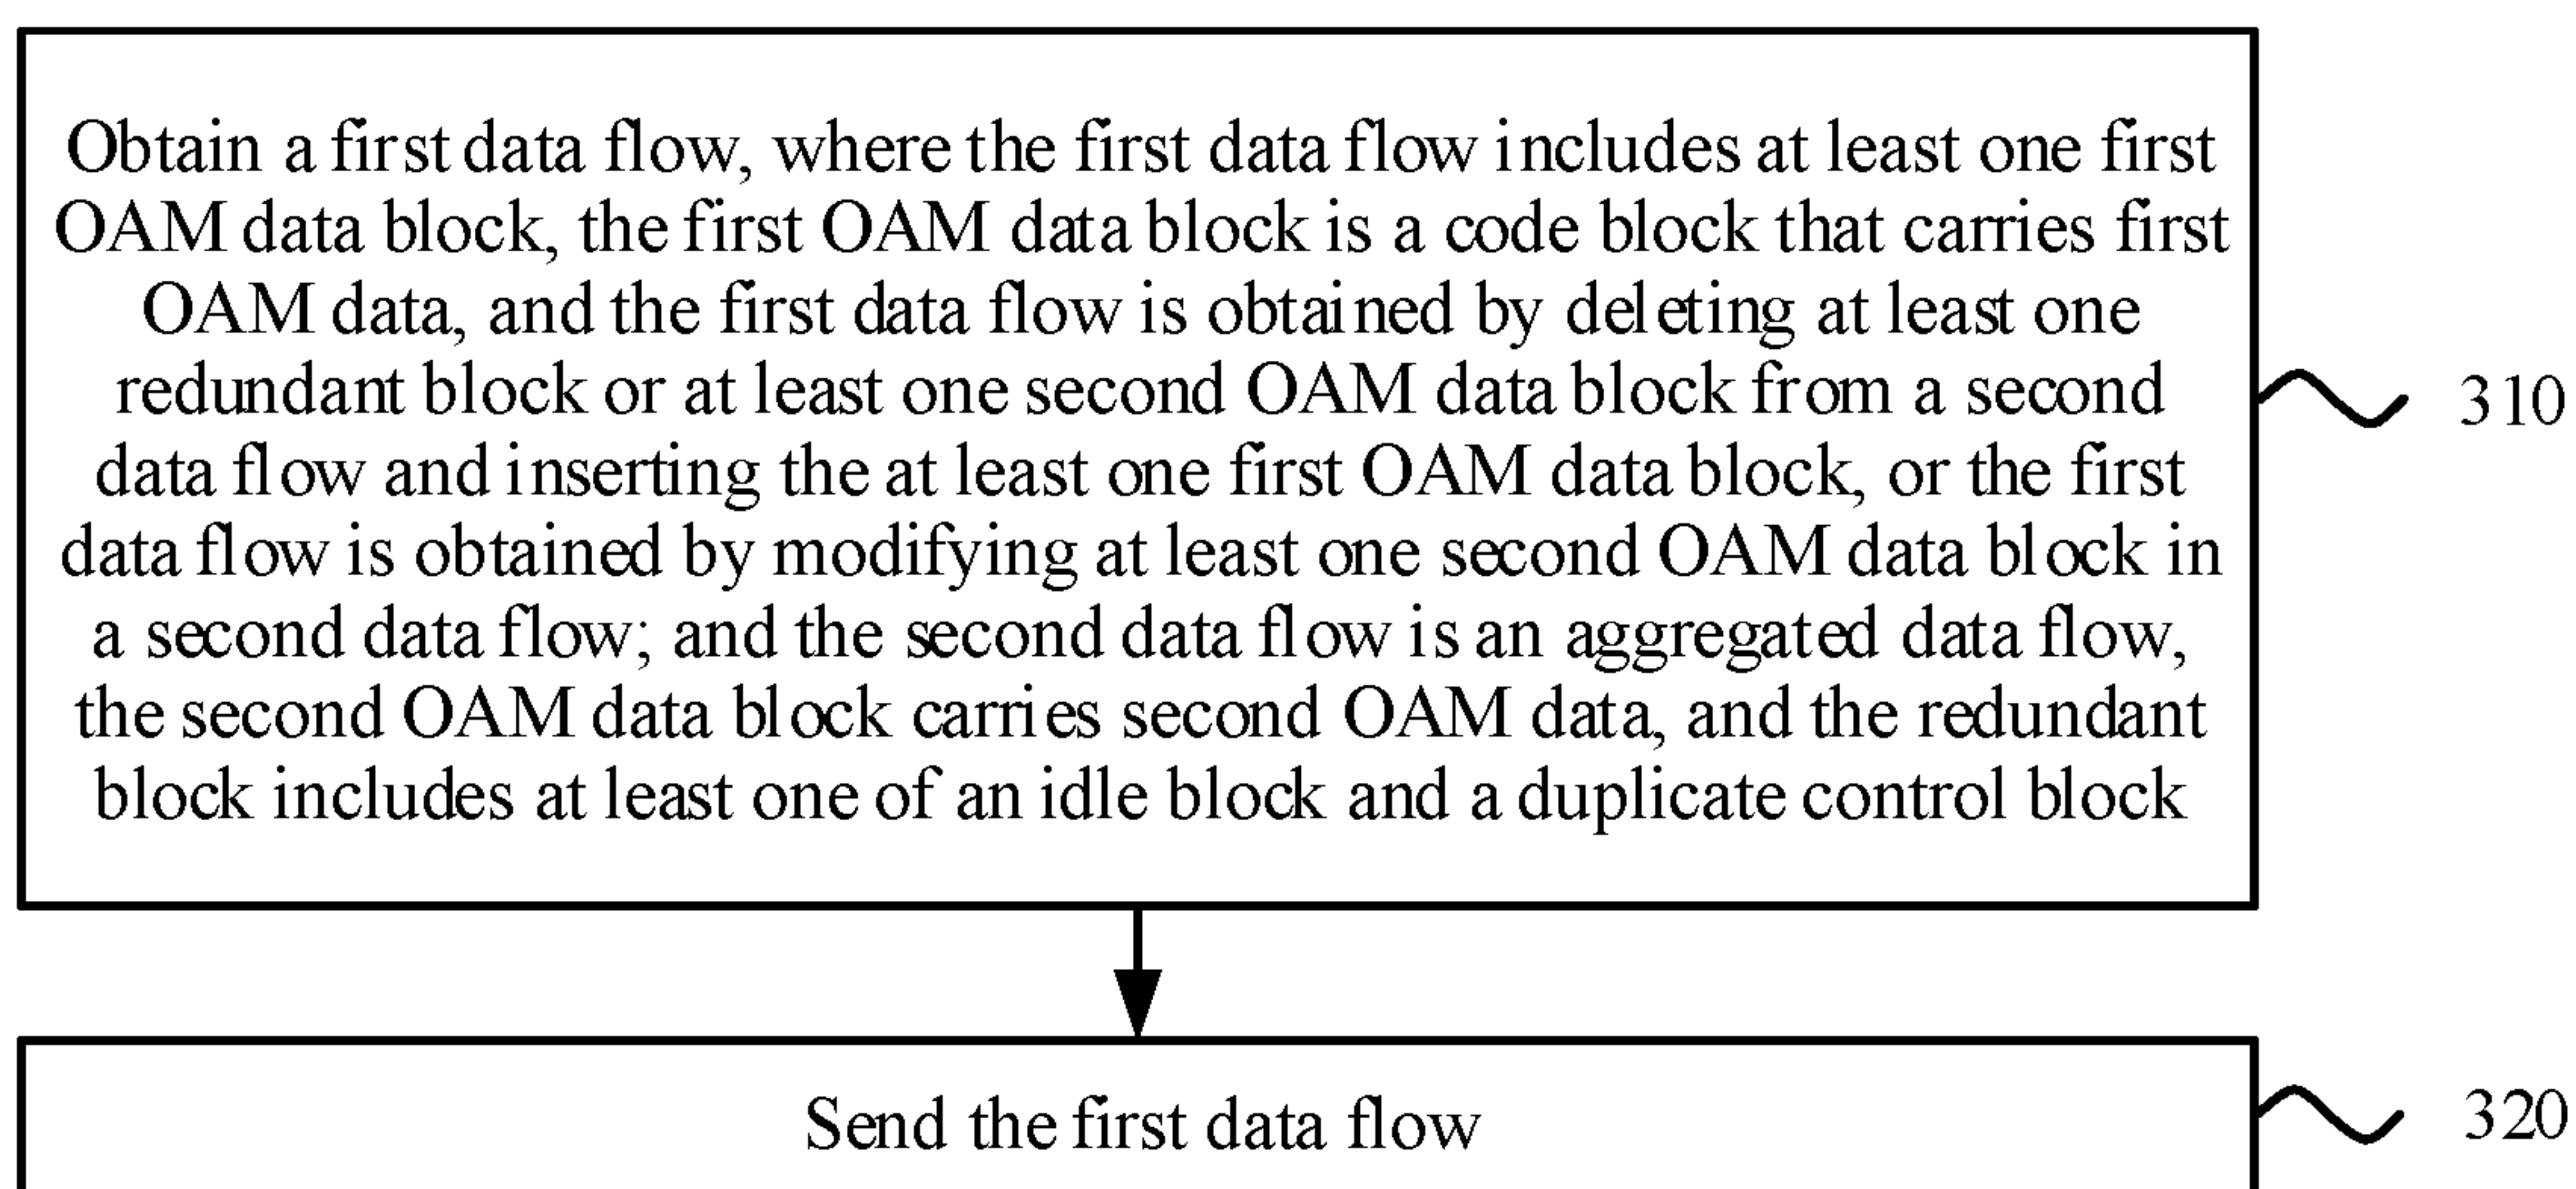 Obtain a first data flow, where the first data flow includes at least one first
OAM data block, the first OAM data block is a code block that carries first
OAM data, and the first data flow is obtained by deleting at least one
redundant block or at least one second OAM data block from a second
data flow and inserting the at least one first OAM data block, or the first
data flow is obtained by modifying at least one second OAM data block in
a second data flow; and the second data flow is an aggregated data flow,
the second OAM data block carries second OAM data, and the redundant
block includes at least one of an idle block and a duplicate control block
310
Send the first data flow
320